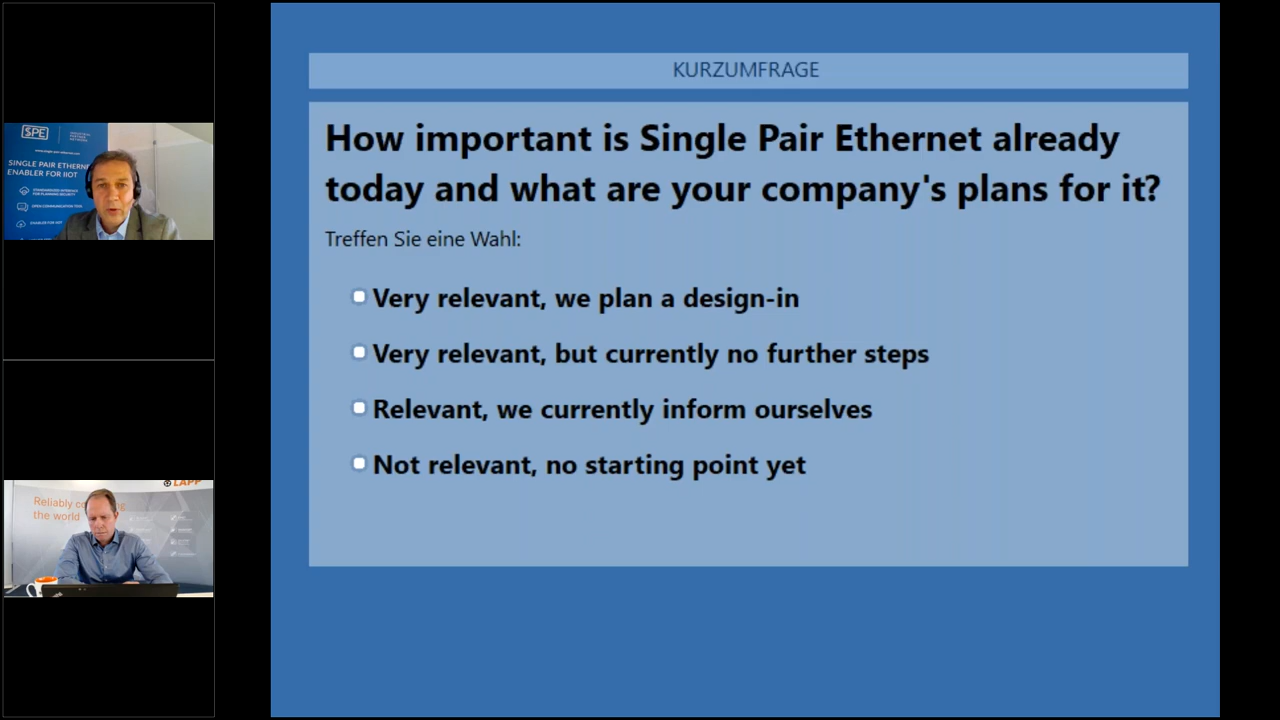 SPE
SINGLE PAIR ETHERNE
ENABLER FOR IIOT
LAPP
Reliably co
the world
KURZUMFRAGE
How important is Single Pair Ethernet already
today and what are your company's plans for it?
Treffen Sie eine Wahl:
Very relevant, we plan a design-in
Very relevant, but currently no further steps
Relevant, we currently inform ourselves
Not relevant, no starting point yet